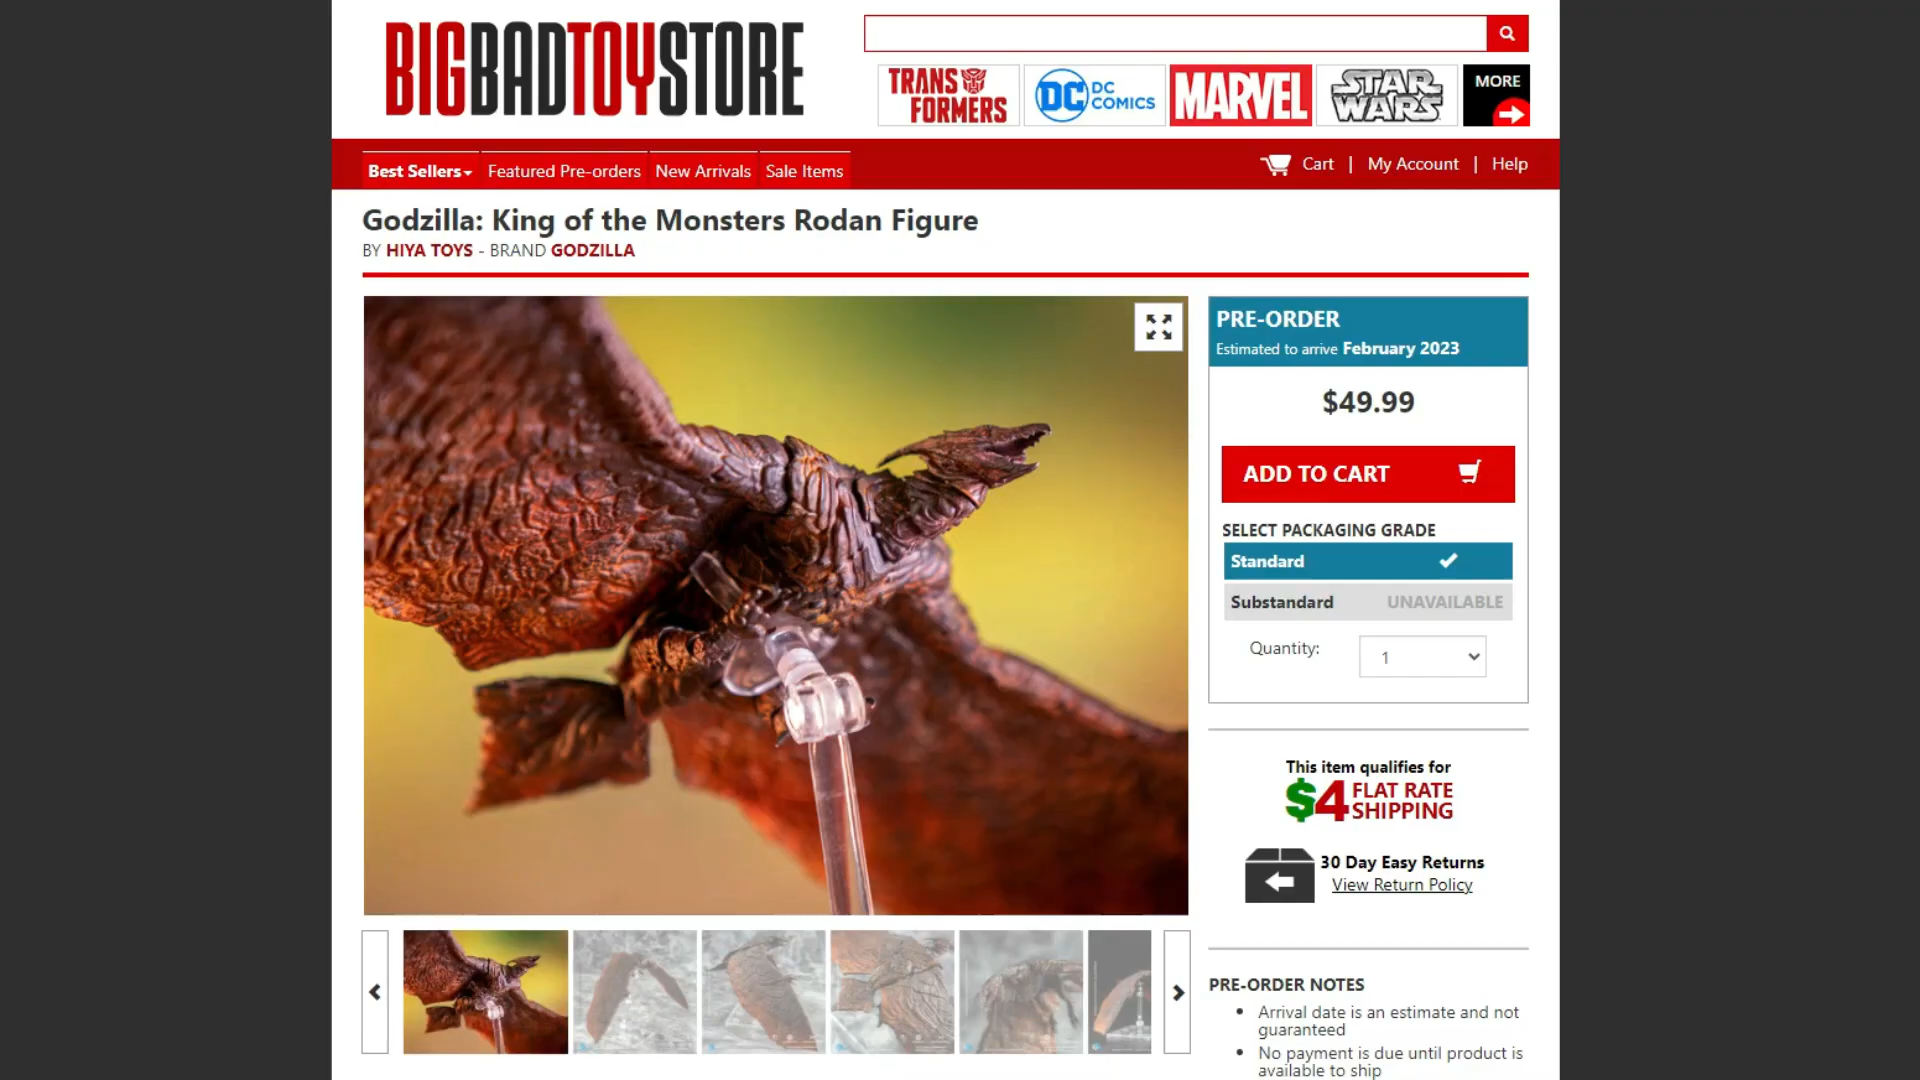 BIGBADTOYSTORE
TRANSFORMERS
DC DC COMICS
MARVEL
STAR WARS
MORE
Best Sellers
Featured Pre-orders
New Arrivals
Sale Items
Cart | My Account | Help
Godzilla: King of the Monsters Rodan Figure
BY HIYA TOYS - BRAND GODZILLA
PRE-ORDER
Estimated to arrive February 2023
$49.99
ADD TO CART
SELECT PACKAGING GRADE
Standard
Substandard UNAVAILABLE
Quantity: 1
This item qualifies for
$4 FLAT RATE SHIPPING
30 Day Easy Returns
View Return Policy
PRE-ORDER NOTES
• Arrival date is an estimate and not
guaranteed
• No payment is due until product is
available to ship